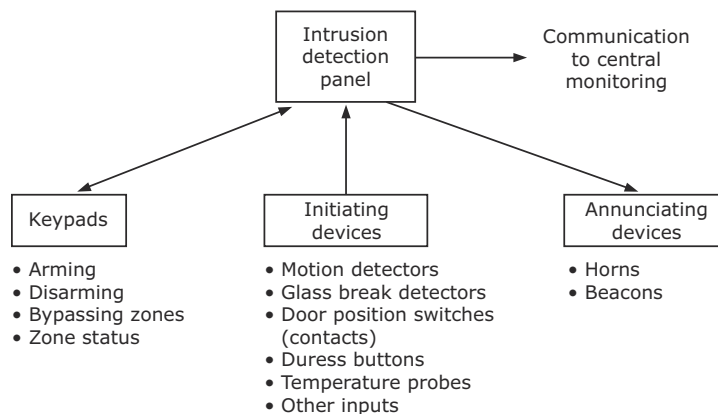 Intrusion
detection
panel
Communication
to central
monitoring
Keypads
• Arming
• Disarming
• Bypassing zones
• Zone status
Initiating
devices
• Motion detectors
• Glass break detectors
• Door position switches
(contacts)
• Duress buttons
• Temperature probes
• Other inputs
Annunciating
devices
• Horns
• Beacons